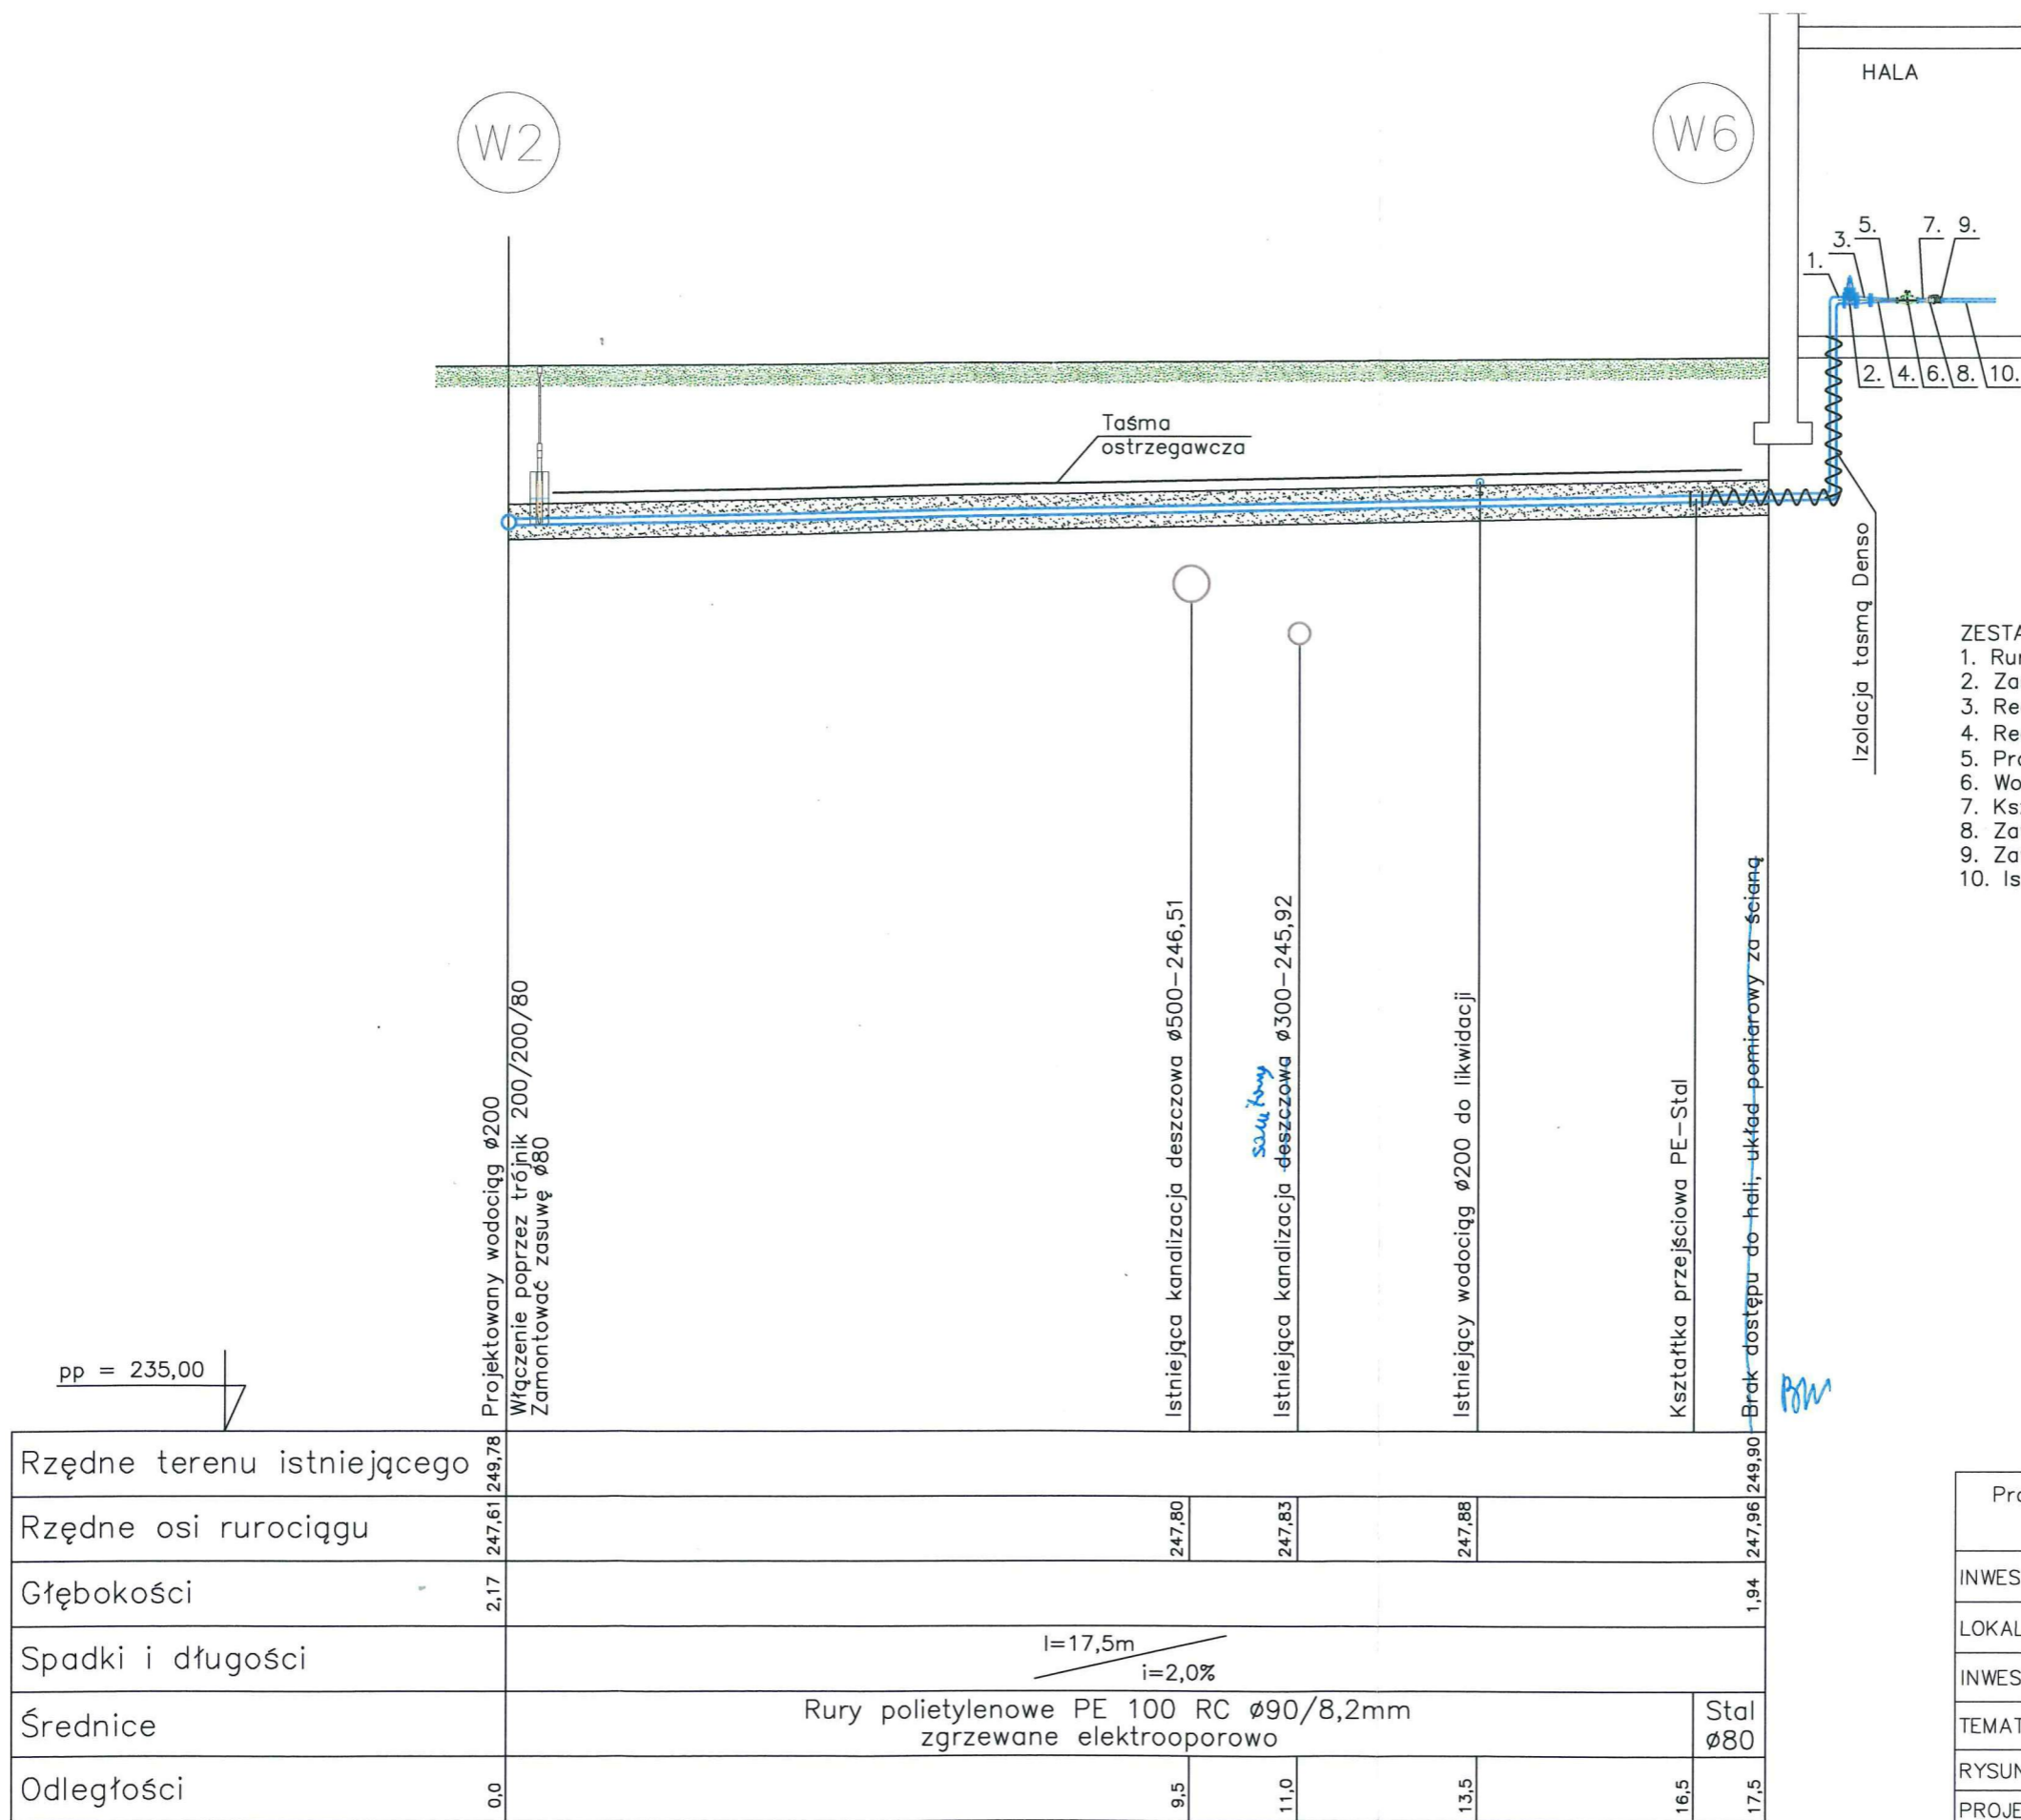 W2
W6
HALA
1.
3.
5.
7.
9.
2.
4.
6.
8.
10.
Taśma
ostrzegawcza
Izolacja tasmą Denso
ZESTA
1. Rur
2. Za
3. Re
4. Re
5. Pro
6. Wo
7. Ks
8. Za
9. Za
10. Is
Projektowany wodociąg ø200
Włączenie poprzez trójnik 200/200/80
Zamontować zasuwę ø80
Istniejąca kanalizacja deszczowa ø500-246,51
Istniejąca kanalizacja deszczowa ø300-245,92
Istniejący wodociąg ø200 do likwidacji
Kształtka przejściowa PE-Stal
Brak dostępu do hali, układ pomiarowy za ścianą
pp = 235,00
Rzędne terenu istniejącego 249,78 249,90
Rzędne osi rurociągu 247,61 247,80 247,83 247,88 247,96
Głębokości 2,17 1,94
Spadki i długości l=17,5m
i=2,0%
Średnice Rury polietylenowe PE 100 RC ø90/8,2mm
zgrzewane elektrooporowo
Stal
ø80
Odległości 0,0 9,5 11,0 13,5 16,5 17,5
Pro
INWES
LOKAL
INWES
TEMAT
RYSUN
PROJE